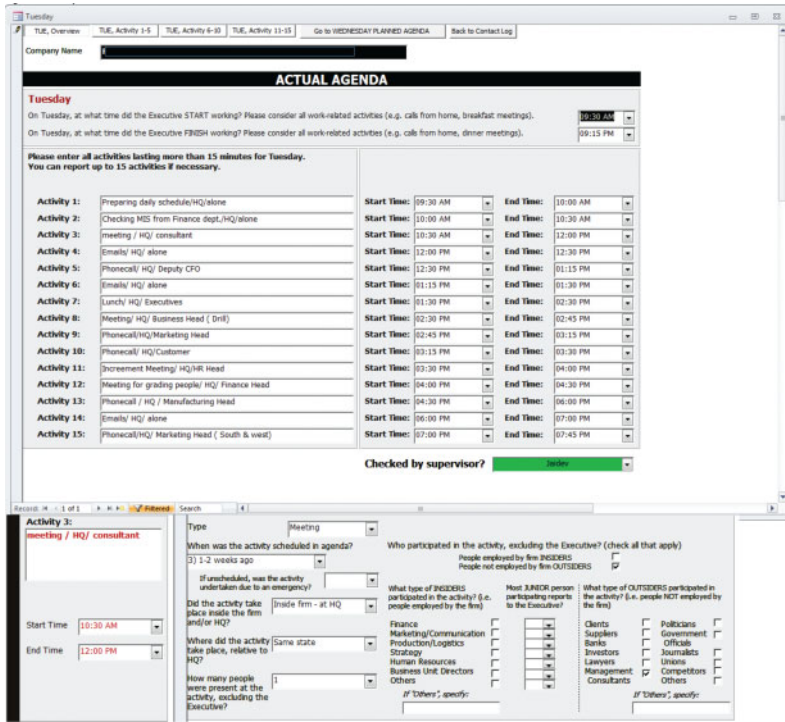 Tuesday
TUE, Overview TUE, Activity 1-5 TUE, Activity 6-10 TUE, Activity 11-15 Go to WEDNESDAY PLANNED AGENDA Back to Contact Log
Company Name
ACTUAL AGENDA
Tuesday
On Tuesday, at what time did the Executive START working? Please consider all work-related activities (e.g. calls from home, breakfast meetings). 09:30 AM
On Tuesday, at what time did the Executive FINISH working? Please consider all work-related activities (e.g. calls from home, dinner meetings). 09:15 PM
Please enter all activities lasting more than 15 minutes for Tuesday.
You can report up to 15 activities if necessary.
Activity 1: Preparing daily schedule/HQ/alone Start Time: 09:30 AM End Time: 10:00 AM
Activity 2: Checking MIS from Finance dept./HQ/alone Start Time: 10:00 AM End Time: 10:30 AM
Activity 3: meeting / HQ/ consultant Start Time: 10:30 AM End Time: 12:00 PM
Activity 4: Emails/ HQ/ alone Start Time: 12:00 PM End Time: 12:30 PM
Activity 5: Phonecall/ HQ/ Deputy CFO Start Time: 12:30 PM End Time: 01:15 PM
Activity 6: Emails/ HQ/ alone Start Time: 01:15 PM End Time: 01:30 PM
Activity 7: Lunch/ HQ/ Executives Start Time: 01:30 PM End Time: 02:30 PM
Activity 8: Meeting/ HQ/ Business Head ( Drill) Start Time: 02:30 PM End Time: 02:45 PM
Activity 9: Phonecall/HQ/Marketing Head Start Time: 02:45 PM End Time: 03:15 PM
Activity 10: Phonecall/ HQ/Customer Start Time: 03:15 PM End Time: 03:30 PM
Activity 11: Increement Meeting/ HQ/HR Head Start Time: 03:30 PM End Time: 04:00 PM
Activity 12: Meeting for grading people/ HQ/ Finance Head Start Time: 04:00 PM End Time: 04:30 PM
Activity 13: Phonecall / HQ / Manufacturing Head Start Time: 04:30 PM End Time: 06:00 PM
Activity 14: Emails/ HQ/ alone Start Time: 06:00 PM End Time: 07:00 PM
Activity 15: Phonecall/HQ/ Marketing Head ( South & west) Start Time: 07:00 PM End Time: 07:45 PM
Checked by supervisor? Jaidev
Record: 1 of 1 Filtered Search
Activity 3:
meeting / HQ/ consultant
Start Time 10:30 AM
End Time 12:00 PM
Type Meeting
When was the activity scheduled in agenda?
3) 1-2 weeks ago
If unscheduled, was the activity
undertaken due to an emergency?
Did the activity take Inside firm - at HQ
place inside the firm
and/or HQ?
Where did the activity Same state
take place, relative to
HQ?
How many people 1
were present at the
activity, excluding the
Executive?
Who participated in the activity, excluding the Executive? (check all that apply)
People employed by firm INSIDERS
People not employed by firm OUTSIDERS
What type of INSIDERS
participated in the activity? (i.e.
people employed by the firm)
Finance
Marketing/Communication
Production/Logistics
Strategy
Human Resources
Business Unit Directors
Others
If "Others", specify:
Most JUNIOR person
participating reports
to the Executive?
What type of OUTSIDERS participated in
the activity? (i.e. people NOT employed by
the firm)
Clients Politicians
Suppliers Government
Banks Officials
Investors Journalists
Lawyers Unions
Management Competitors
Consultants Others
If "Others", specify: